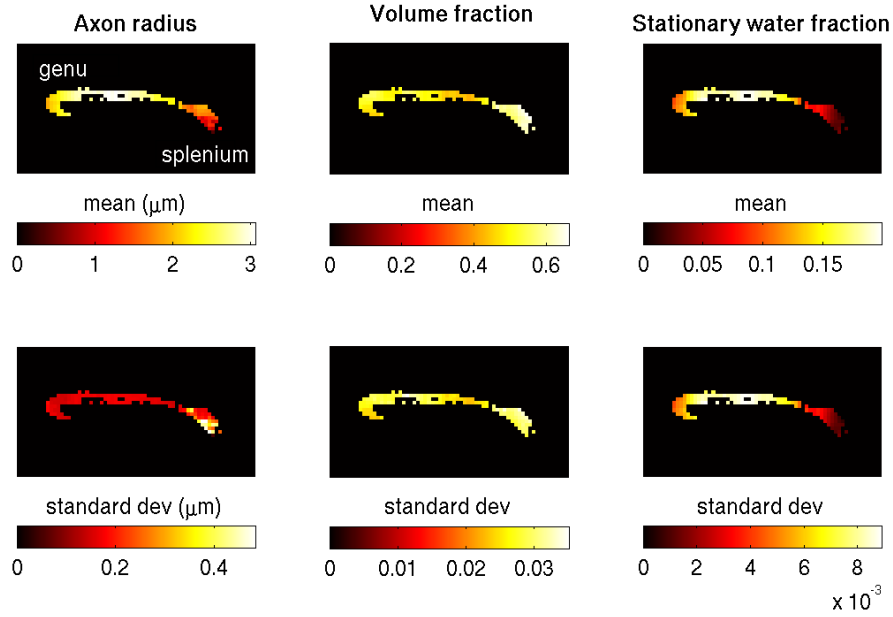 Axon radius
Volume fraction
Stationary water fraction
genu
splenium
mean (μm)
mean
mean
0 1 2 3
0 0.2 0.4 0.6
0 0.05 0.1 0.15
standard dev (μm)
standard dev
standard dev
0 0.2 0.4
0 0.01 0.02 0.03
0 2 4 6 8
x 10-3